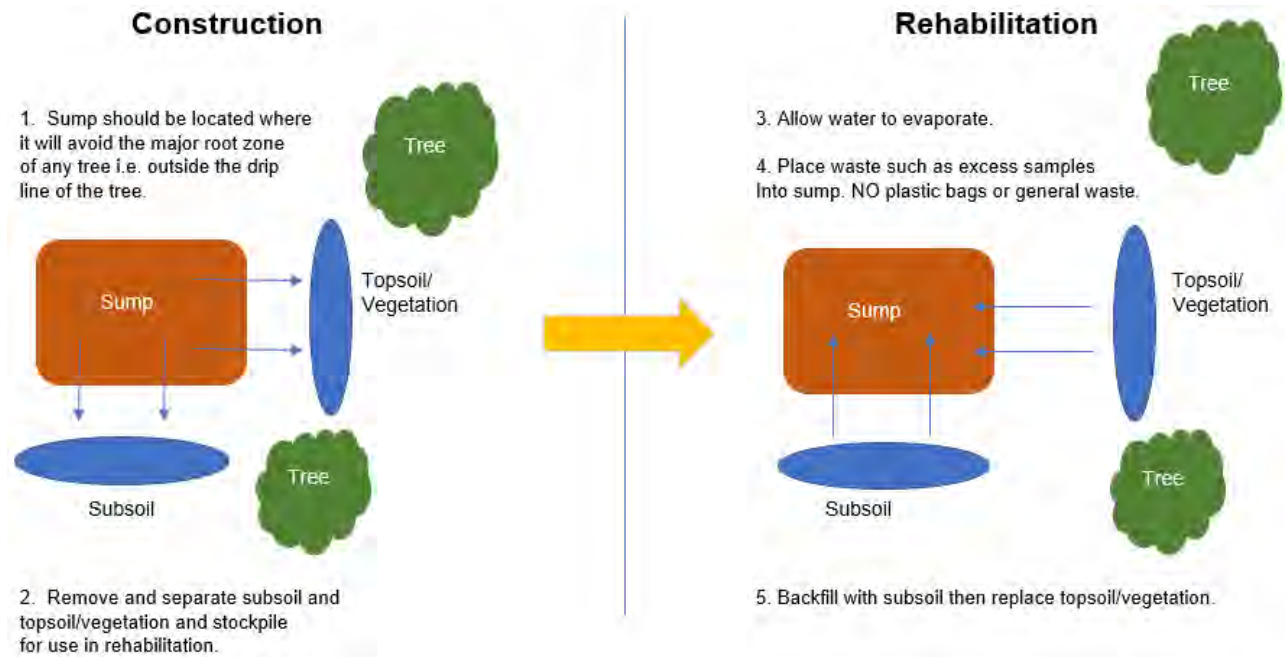 Construction
1. Sump should be located where
it will avoid the major root zone
of any tree i.e. outside the drip
line of the tree.
Tree
Sump
Topsoil/
Vegetation
Subsoil
Tree
2. Remove and separate subsoil and
topsoil/vegetation and stockpile
for use in rehabilitation.
Rehabilitation
Tree
3. Allow water to evaporate.
4. Place waste such as excess samples
Into sump. NO plastic bags or general waste.
Sump
Topsoil/
Vegetation
Subsoil
Tree
5. Backfill with subsoil then replace topsoil/vegetation.